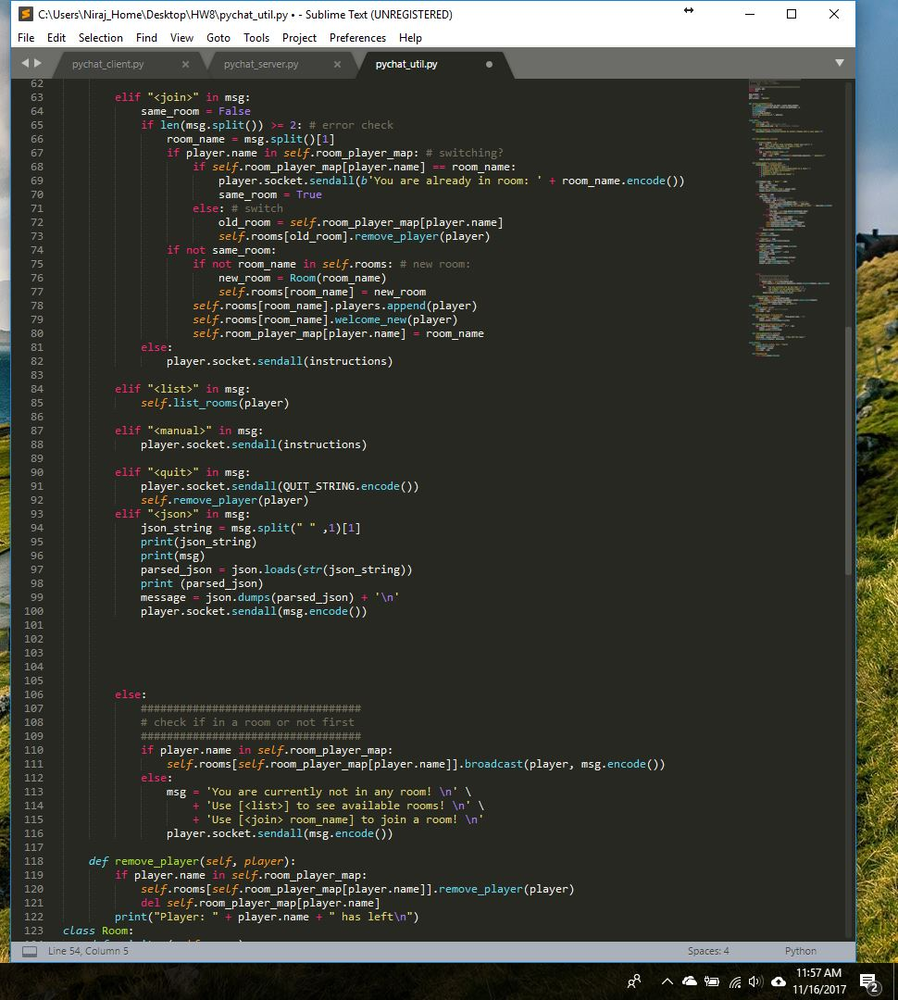 C:\Users\Niraj_Home\Desktop\HW8\pychat_util.py • - Sublime Text (UNREGISTERED)
File Edit Selection Find View Goto Tools Project Preferences Help
pychat_client.py pychat_server.py pychat_util.py
62
63 elif "<join>" in msg:
64 same_room = False
65 if len(msg.split()) >= 2: # error check
66 room_name = msg.split()[1]
67 if player.name in self.room_player_map: # switching?
68 if self.room_player_map[player.name] == room_name:
69 player.socket.sendall(b'You are already in room: ' + room_name.encode())
70 same_room = True
71 else: # switch
72 old_room = self.room_player_map[player.name]
73 self.rooms[old_room].remove_player(player)
74 if not same_room:
75 if not room_name in self.rooms: # new room:
76 new_room = Room(room_name)
77 self.rooms[room_name] = new_room
78 self.rooms[room_name].players.append(player)
79 self.rooms[room_name].welcome_new(player)
80 self.room_player_map[player.name] = room_name
81 else:
82 player.socket.sendall(instructions)
83
84 elif "<list>" in msg:
85 self.list_rooms(player)
86
87 elif "<manual>" in msg:
88 player.socket.sendall(instructions)
89
90 elif "<quit>" in msg:
91 player.socket.sendall(QUIT_STRING.encode())
92 self.remove_player(player)
93 elif "<json>" in msg:
94 json_string = msg.split(" " ,1)[1]
95 print(json_string)
96 print(msg)
97 parsed_json = json.loads(str(json_string))
98 print (parsed_json)
99 message = json.dumps(parsed_json) + '\n'
100 player.socket.sendall(msg.encode())
101
102
103
104
105
106 else:
107 ##################################
108 # check if in a room or not first
109 ##################################
110 if player.name in self.room_player_map:
111 self.rooms[self.room_player_map[player.name]].broadcast(player, msg.encode())
112 else:
113 msg = 'You are currently not in any room! \n' \
114 + 'Use [<list>] to see available rooms! \n' \
115 + 'Use [<join> room_name] to join a room! \n'
116 player.socket.sendall(msg.encode())
117
118 def remove_player(self, player):
119 if player.name in self.room_player_map:
120 self.rooms[self.room_player_map[player.name]].remove_player(player)
121 del self.room_player_map[player.name]
122 print("Player: " + player.name + " has left\n")
123 class Room:
Line 54, Column 5 Spaces: 4 Python
11:57 AM
11/16/2017
2